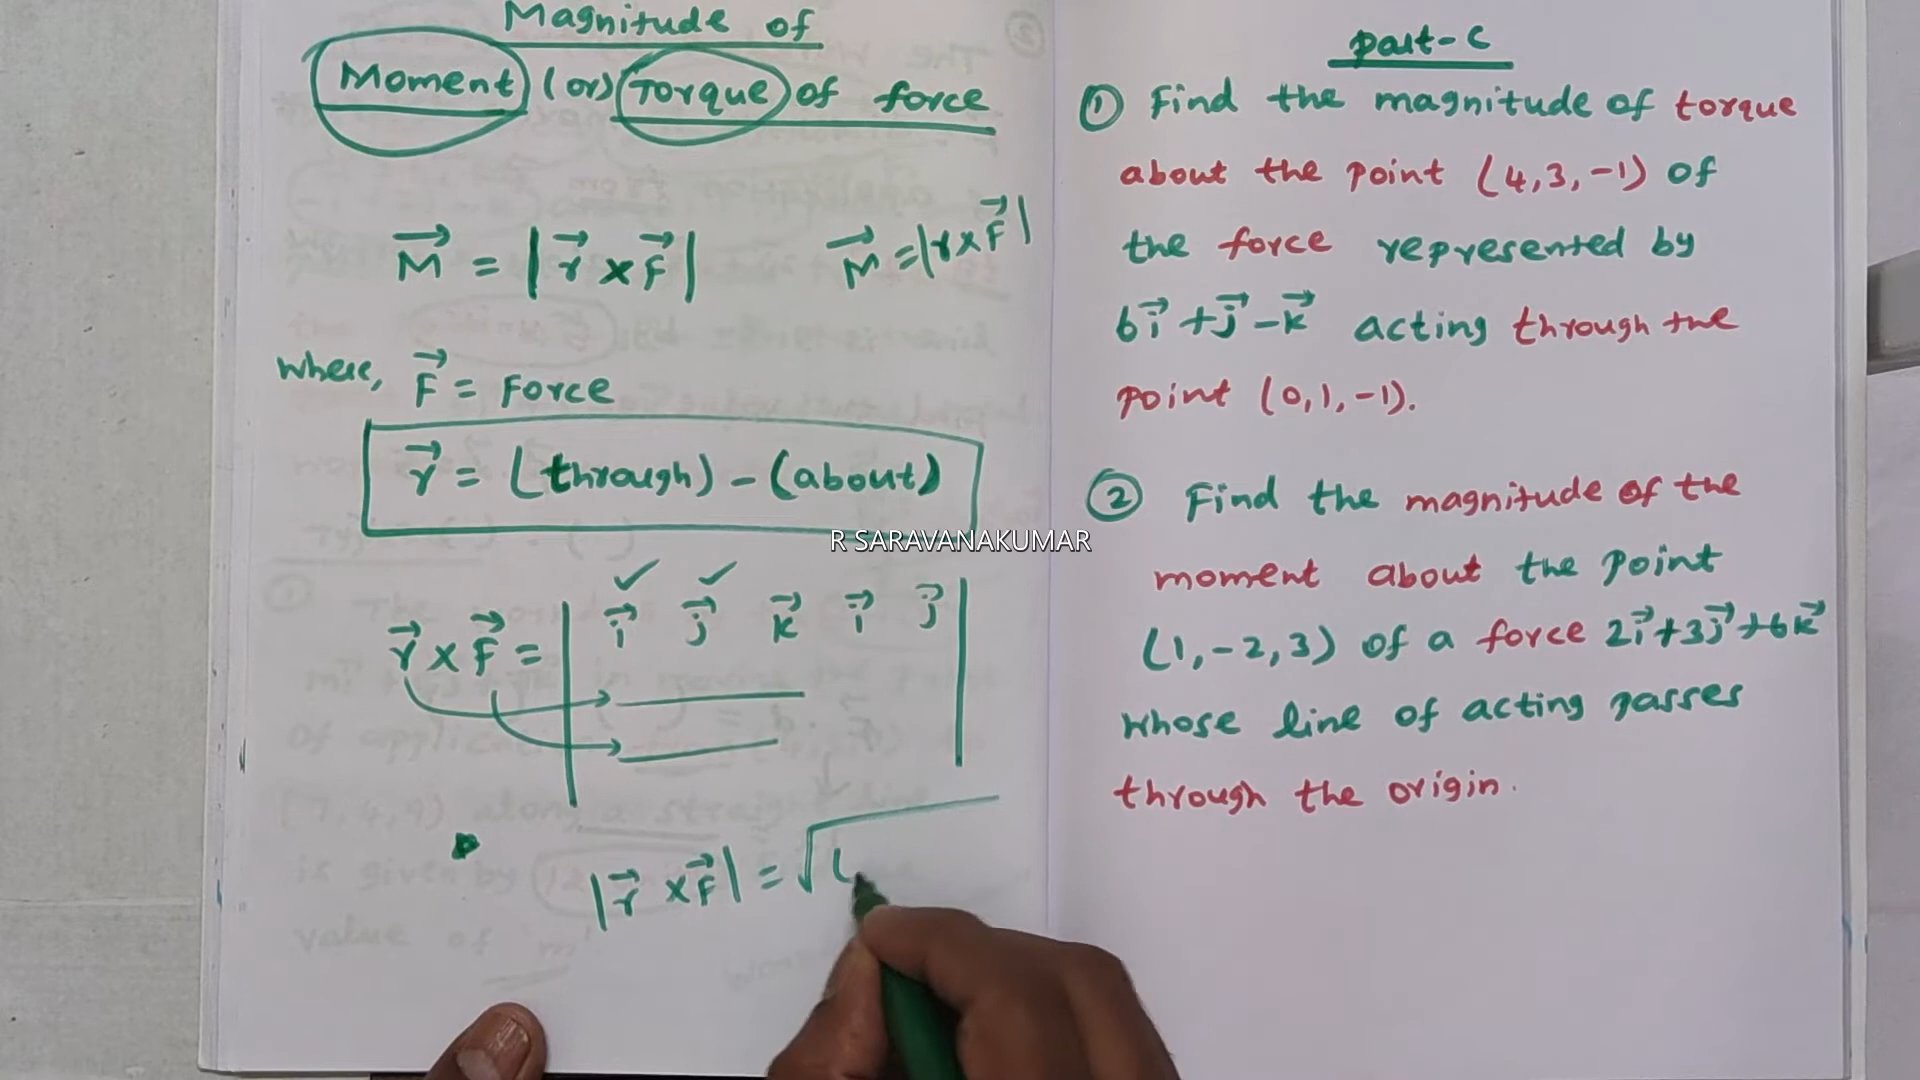 Magnitude of
Moment (or) Torque of force
M⃗ = |r⃗ × F⃗|
M⃗ = |r × F⃗|
where, F⃗ = Force
r⃗ = (through) - (about)
r⃗ × F⃗ = | i⃗ j⃗ k⃗ i⃗ j⃗ |
|r⃗ × F⃗| = √(
Part-C
① Find the magnitude of torque
about the point (4,3,-1) of
the force represented by
6i⃗ + j⃗ - k⃗ acting through the
point (0,1,-1).
② Find the magnitude of the
moment about the point
(1,-2,3) of a force 2i⃗+3j⃗+6k⃗
whose line of acting passes
through the origin.
R SARAVANAKUMAR